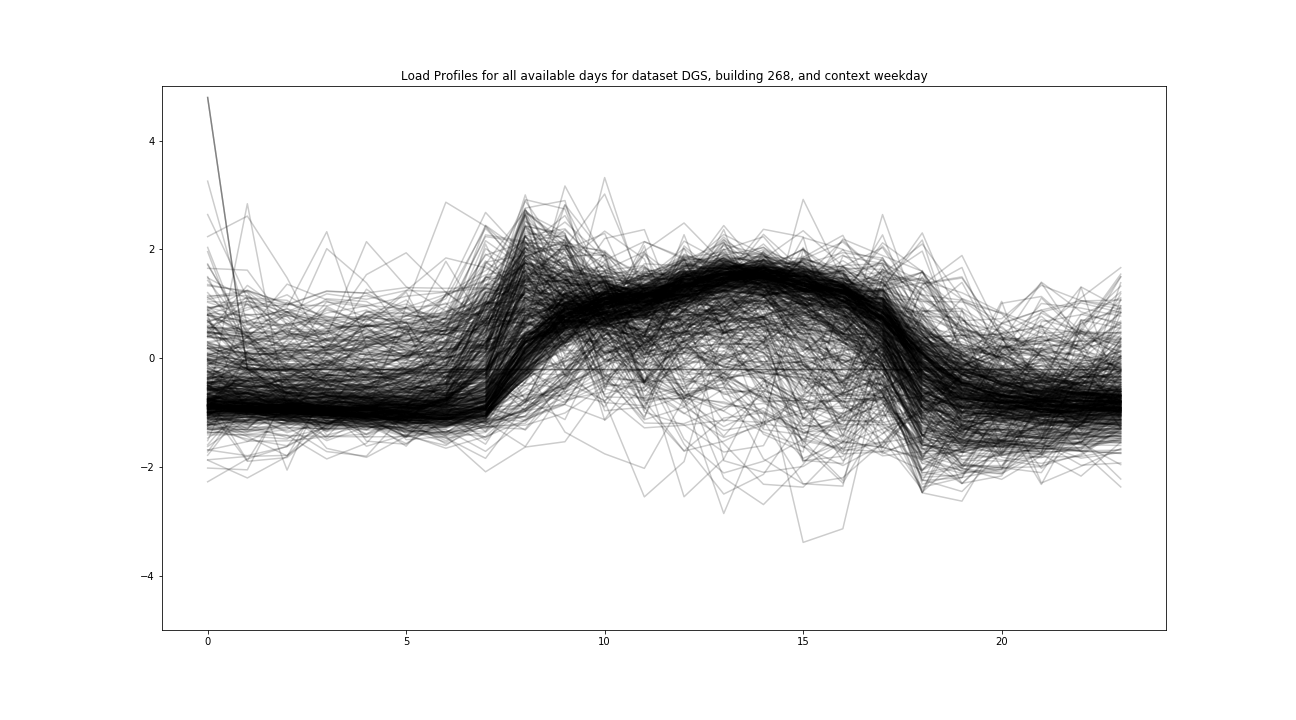 Load Profiles for all available days for dataset DGS, building 268, and context weekday
4
2
0
−2
−4
0 5 10 15 20